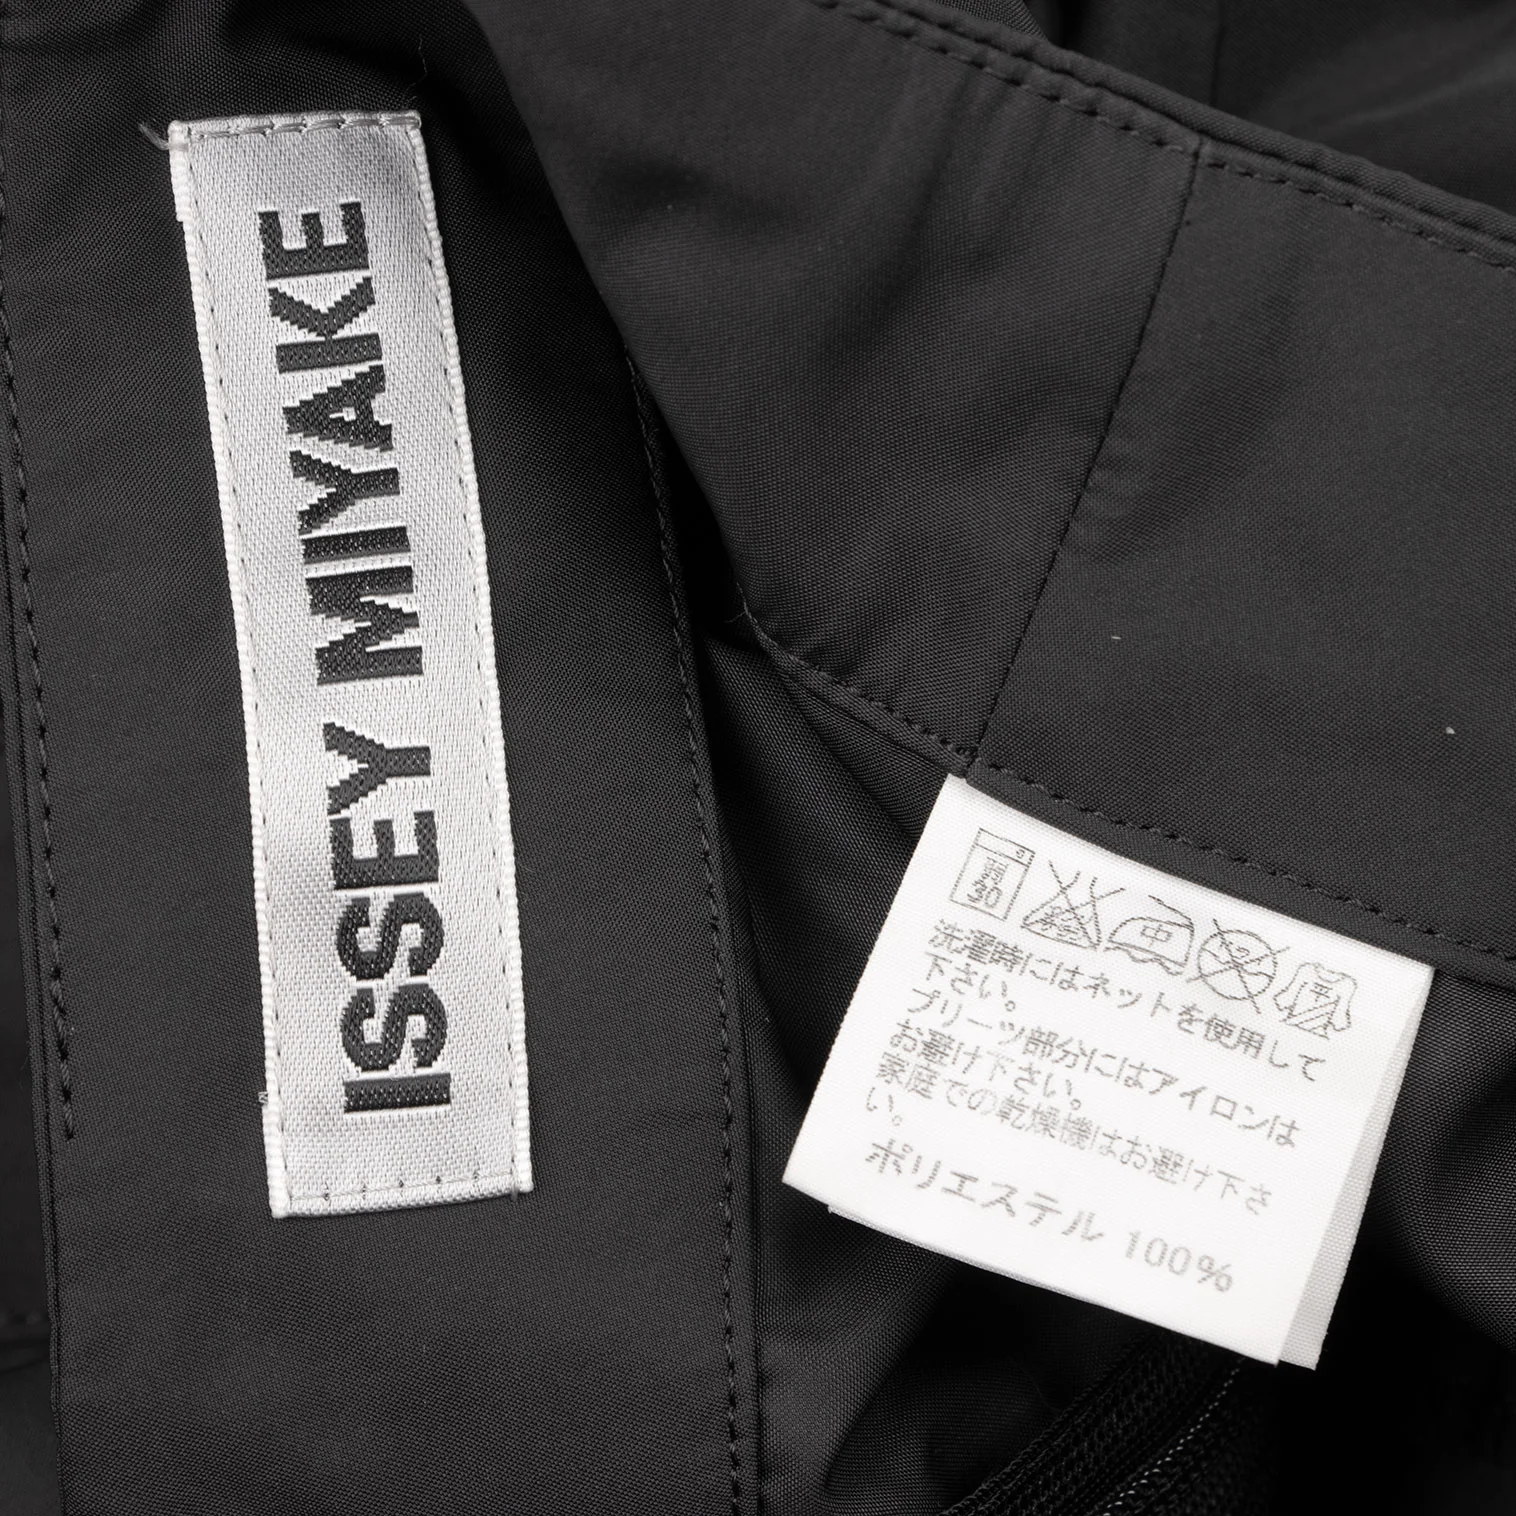 ISSEY MIYAKE
30
中
平
洗濯時にはネットを使用して
下さい。
プリーツ部分にはアイロンは
お避け下さい。
家庭での乾燥機はお避け下さ
い。
ポリエステル 100%